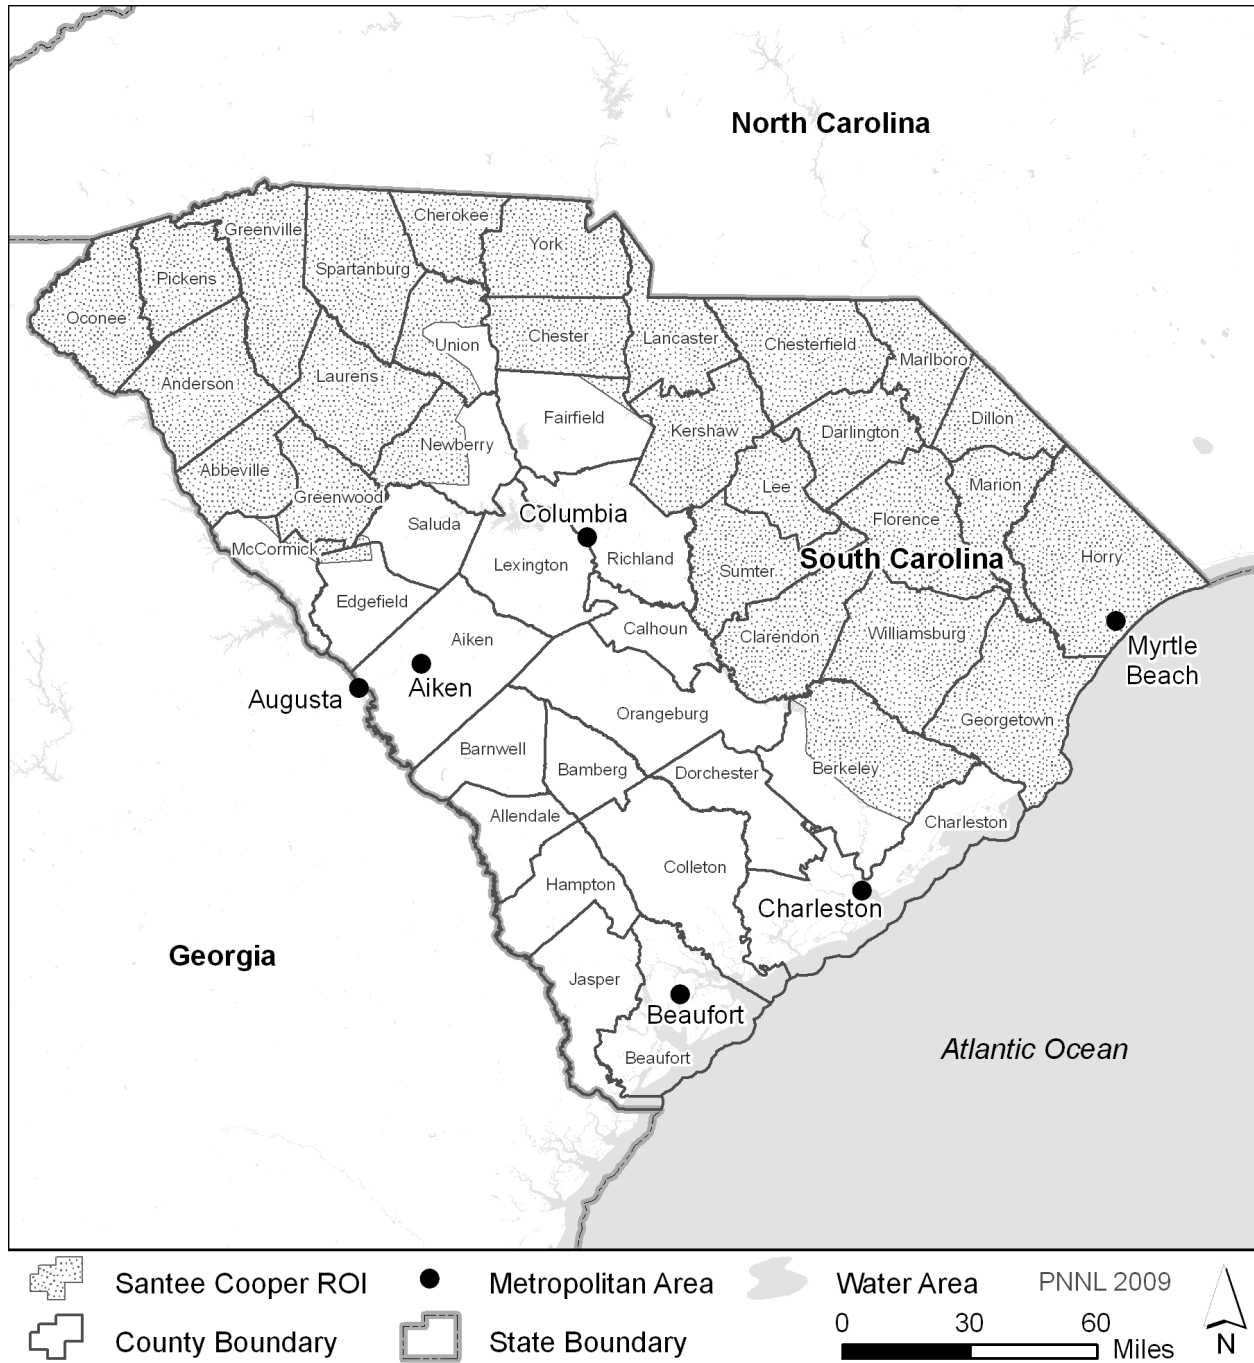 North Carolina
Cherokee
Greenville
York
Spartanburg
Pickens
Oconee
Union
Chester
Lancaster
Chesterfield
Marlboro
Anderson
Laurens
Dillon
Fairfield
Newberry
Kershaw
Darlington
Abbeville
Greenwood
Lee
Marion
Saluda
Columbia
Florence
McCormick
Lexington
Richland
Sumter
South Carolina
Horry
Edgefield
Aiken
Calhoun
Clarendon
Williamsburg
Myrtle
Beach
Augusta
Aiken
Orangeburg
Georgetown
Barnwell
Bamberg
Dorchester
Berkeley
Allendale
Charleston
Colleton
Hampton
Charleston
Georgia
Jasper
Beaufort
Beaufort
Atlantic Ocean
Santee Cooper ROI
Metropolitan Area
Water Area
PNNL 2009
County Boundary
State Boundary
0 30 60
Miles
N